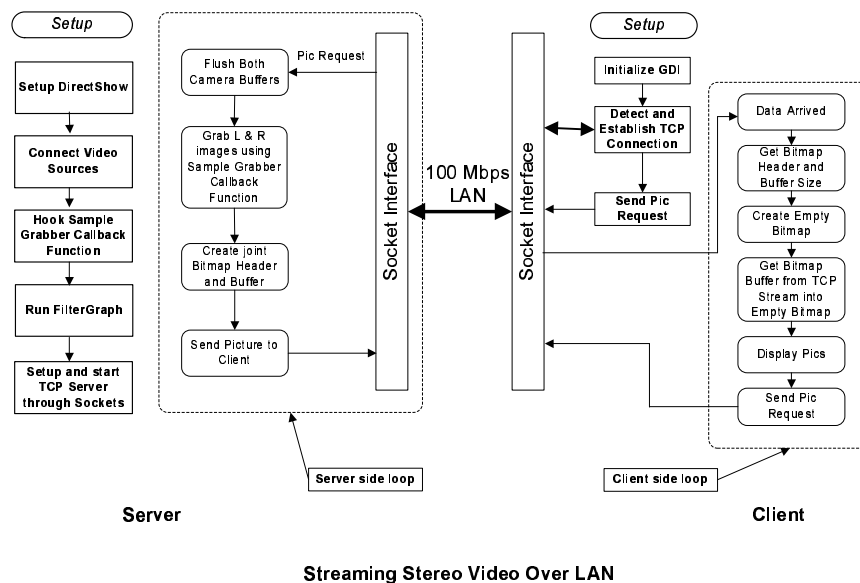 Setup
Setup DirectShow
Connect Video
Sources
Hook Sample
Grabber Callback
Function
Run FilterGraph
Setup and start
TCP Server
through Sockets
Flush Both
Camera Buffers
Pic Request
Grab L & R
images using
Sample Grabber
Callback
Function
Create joint
Bitmap Header
and Buffer
Send Picture to
Client
Socket Interface
Server side loop
Server
100 Mbps
LAN
Socket Interface
Setup
Initialize GDI
Detect and
Establish TCP
Connection
Send Pic
Request
Data Arrived
Get Bitmap
Header and
Buffer Size
Create Empty
Bitmap
Get Bitmap
Buffer from TCP
Stream into
Empty Bitmap
Display Pics
Send Pic
Request
Client side loop
Client
Streaming Stereo Video Over LAN